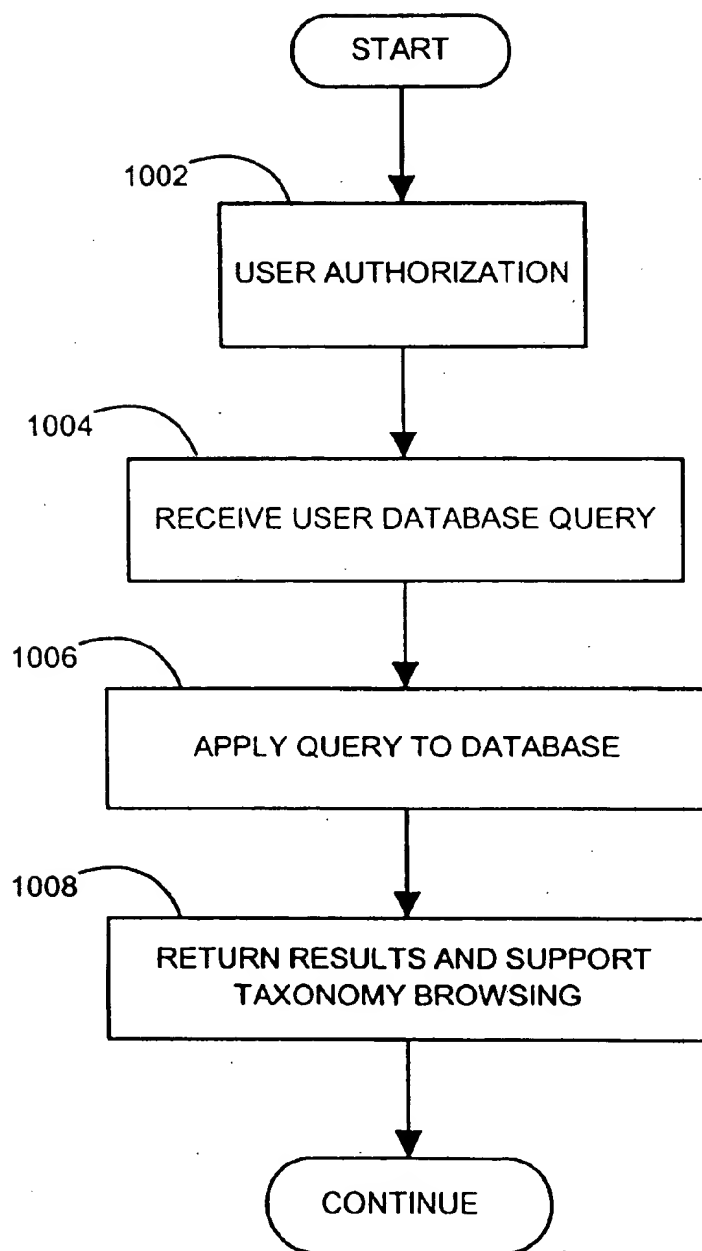 START
1002
USER AUTHORIZATION
1004
RECEIVE USER DATABASE QUERY
1006
APPLY QUERY TO DATABASE
1008
RETURN RESULTS AND SUPPORT
TAXONOMY BROWSING
CONTINUE